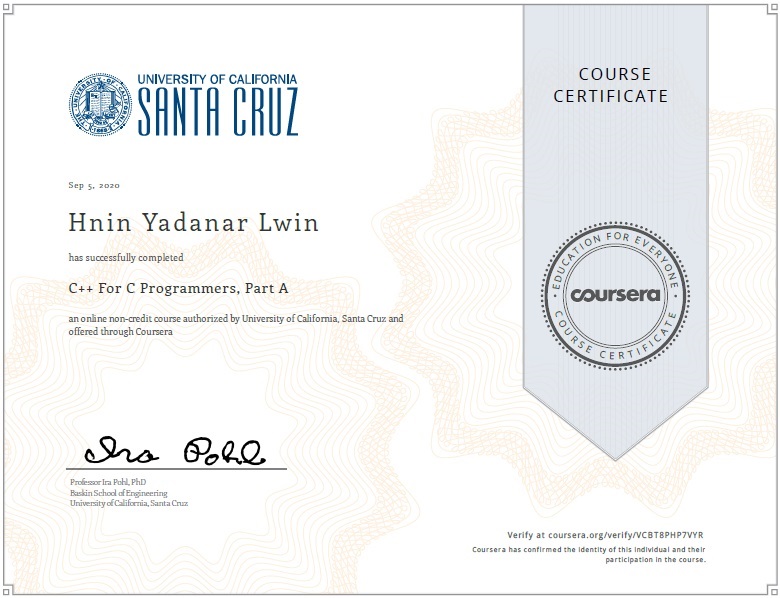 UNIVERSITY OF CALIFORNIA
SANTA CRUZ
COURSE
CERTIFICATE
Sep 5, 2020
Hnin Yadanar Lwin
has successfully completed
C++ For C Programmers, Part A
an online non-credit course authorized by University of California, Santa Cruz and
offered through Coursera
EDUCATION FOR EVERYONE
coursera
COURSE CERTIFICATE
Ira Pohl
Professor Ira Pohl, PhD
Baskin School of Engineering
University of California, Santa Cruz
Verify at coursera.org/verify/VCBT8PHP7VYR
Coursera has confirmed the identity of this individual and their
participation in the course.